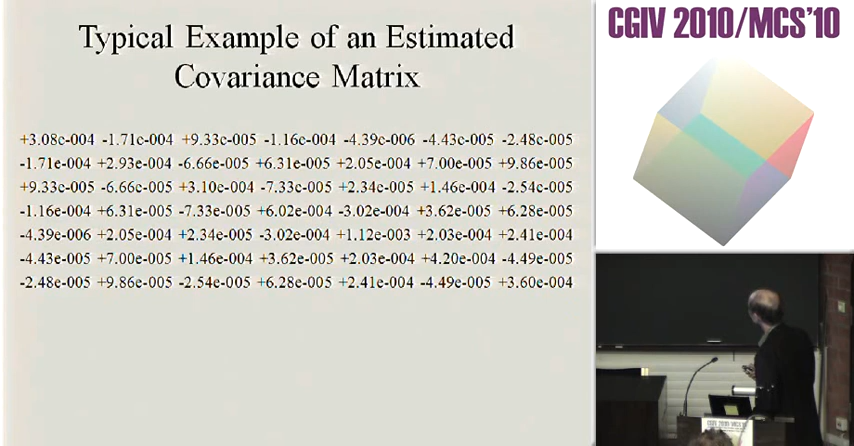 Typical Example of an Estimated
Covariance Matrix
+3.08e-004 -1.71e-004 +9.33e-005 -1.16e-004 -4.39e-006 -4.43e-005 -2.48e-005
-1.71e-004 +2.93e-004 -6.66e-005 +6.31e-005 +2.05e-004 +7.00e-005 +9.86e-005
+9.33e-005 -6.66e-005 +3.10e-004 -7.33e-005 +2.34e-005 +1.46e-004 -2.54e-005
-1.16e-004 +6.31e-005 -7.33e-005 +6.02e-004 -3.02e-004 +3.62e-005 +6.28e-005
-4.39e-006 +2.05e-004 +2.34e-005 -3.02e-004 +1.12e-003 +2.03e-004 +2.41e-004
-4.43e-005 +7.00e-005 +1.46e-004 +3.62e-005 +2.03e-004 +4.20e-004 -4.49e-005
-2.48e-005 +9.86e-005 -2.54e-005 +6.28e-005 +2.41e-004 -4.49e-005 +3.60e-004
CGIV 2010/MCS'10
CGIV 2010/MCS'10